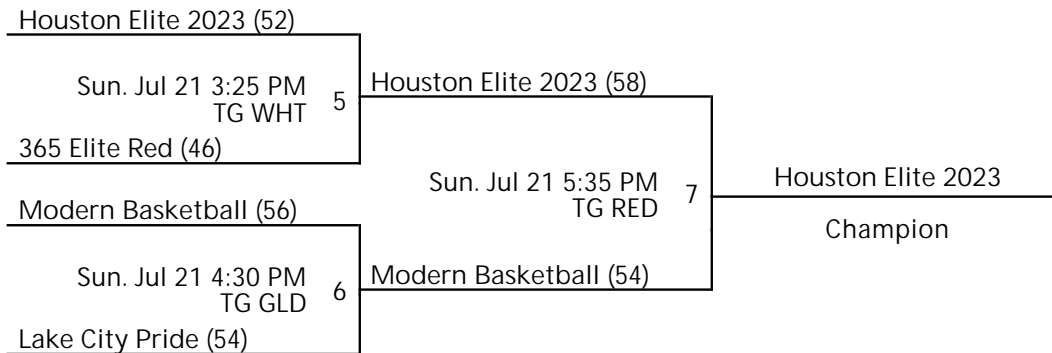 Houston Elite 2023 (52)
Sun. Jul 21 3:25 PM
TG WHT
5
365 Elite Red (46)
Houston Elite 2023 (58)
Sun. Jul 21 5:35 PM
TG RED
7
Houston Elite 2023
Champion
Modern Basketball (56)
Sun. Jul 21 4:30 PM
TG GLD
6
Modern Basketball (54)
Lake City Pride (54)